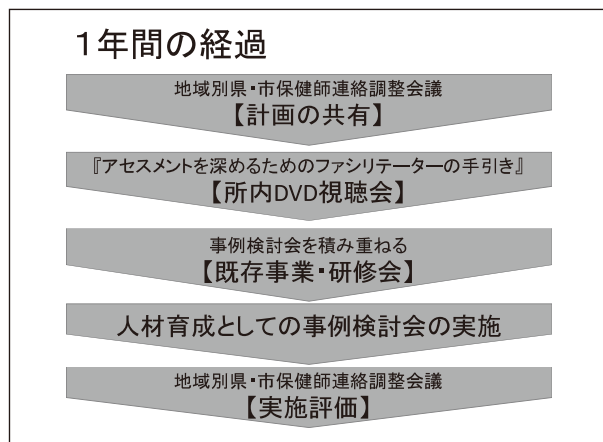 1年間の経過
地域別県・市保健師連絡調整会議
【計画の共有】
『アセスメントを深めるためのファシリテーターの手引き』
【所内DVD視聴会】
事例検討会を積み重ねる
【既存事業・研修会】
人材育成としての事例検討会の実施
地域別県・市保健師連絡調整会議
【実施評価】